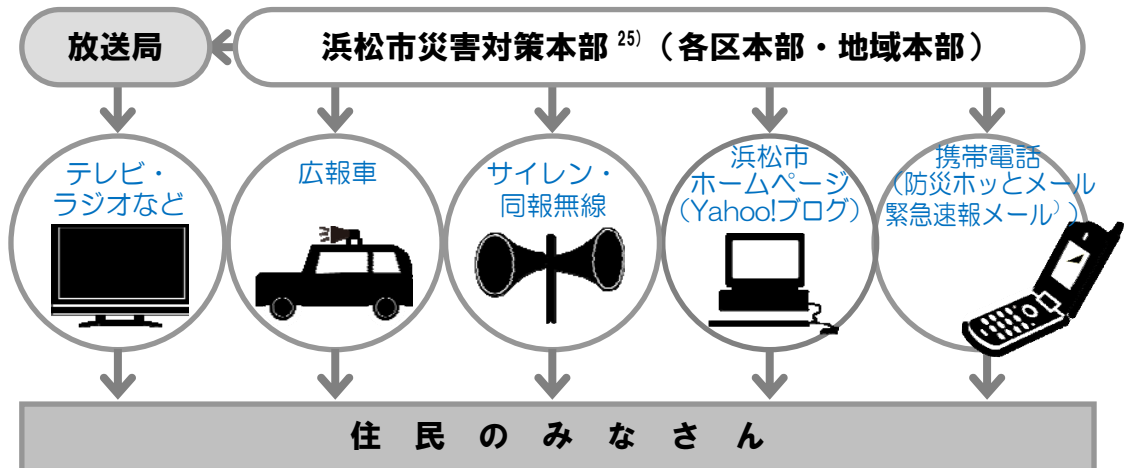 放送局
浜松市災害対策本部25)（各区本部・地域本部）
テレビ・
ラジオなど
広報車
サイレン・
同報無線
浜松市
ホームページ
（Yahoo!ブログ）
携帯電話
（防災ホッとメール
緊急速報メール））
住民のみなさん